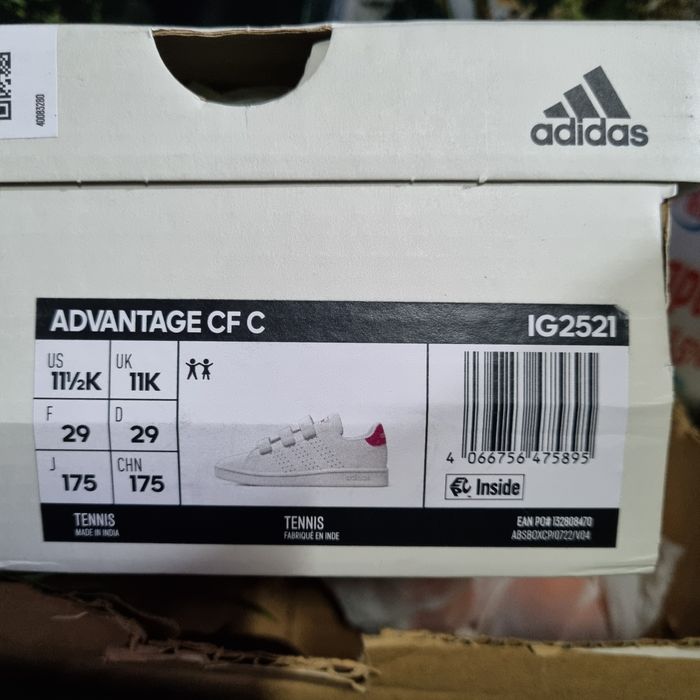 40083280
adidas
ADVANTAGE CF C IG2521
US 11½K UK 11K
F 29 D 29
J 175 CHN 175
adidas
4 066756 475895
Inside
TENNIS
MADE IN INDIA
TENNIS
FABRIQUÉ EN INDE
EAN PO# 132808470
ABSBOXCP/0722/V04